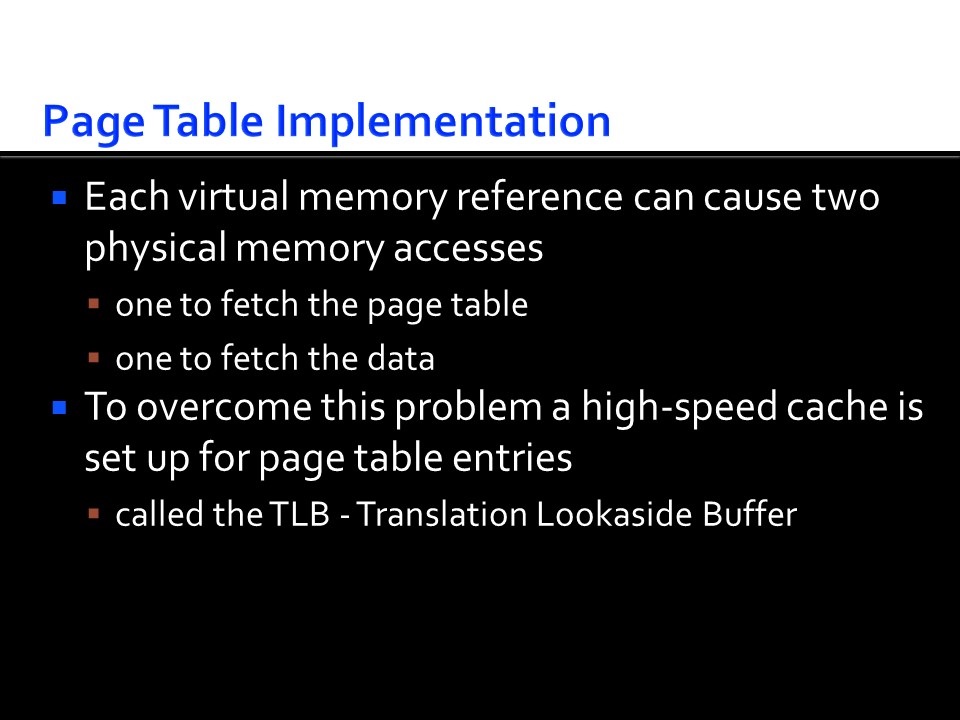 Page Table Implementation
Each virtual memory reference can cause two
physical memory accesses
one to fetch the page table
one to fetch the data
To overcome this problem a high-speed cache is
set up for page table entries
called the TLB - Translation Lookaside Buffer